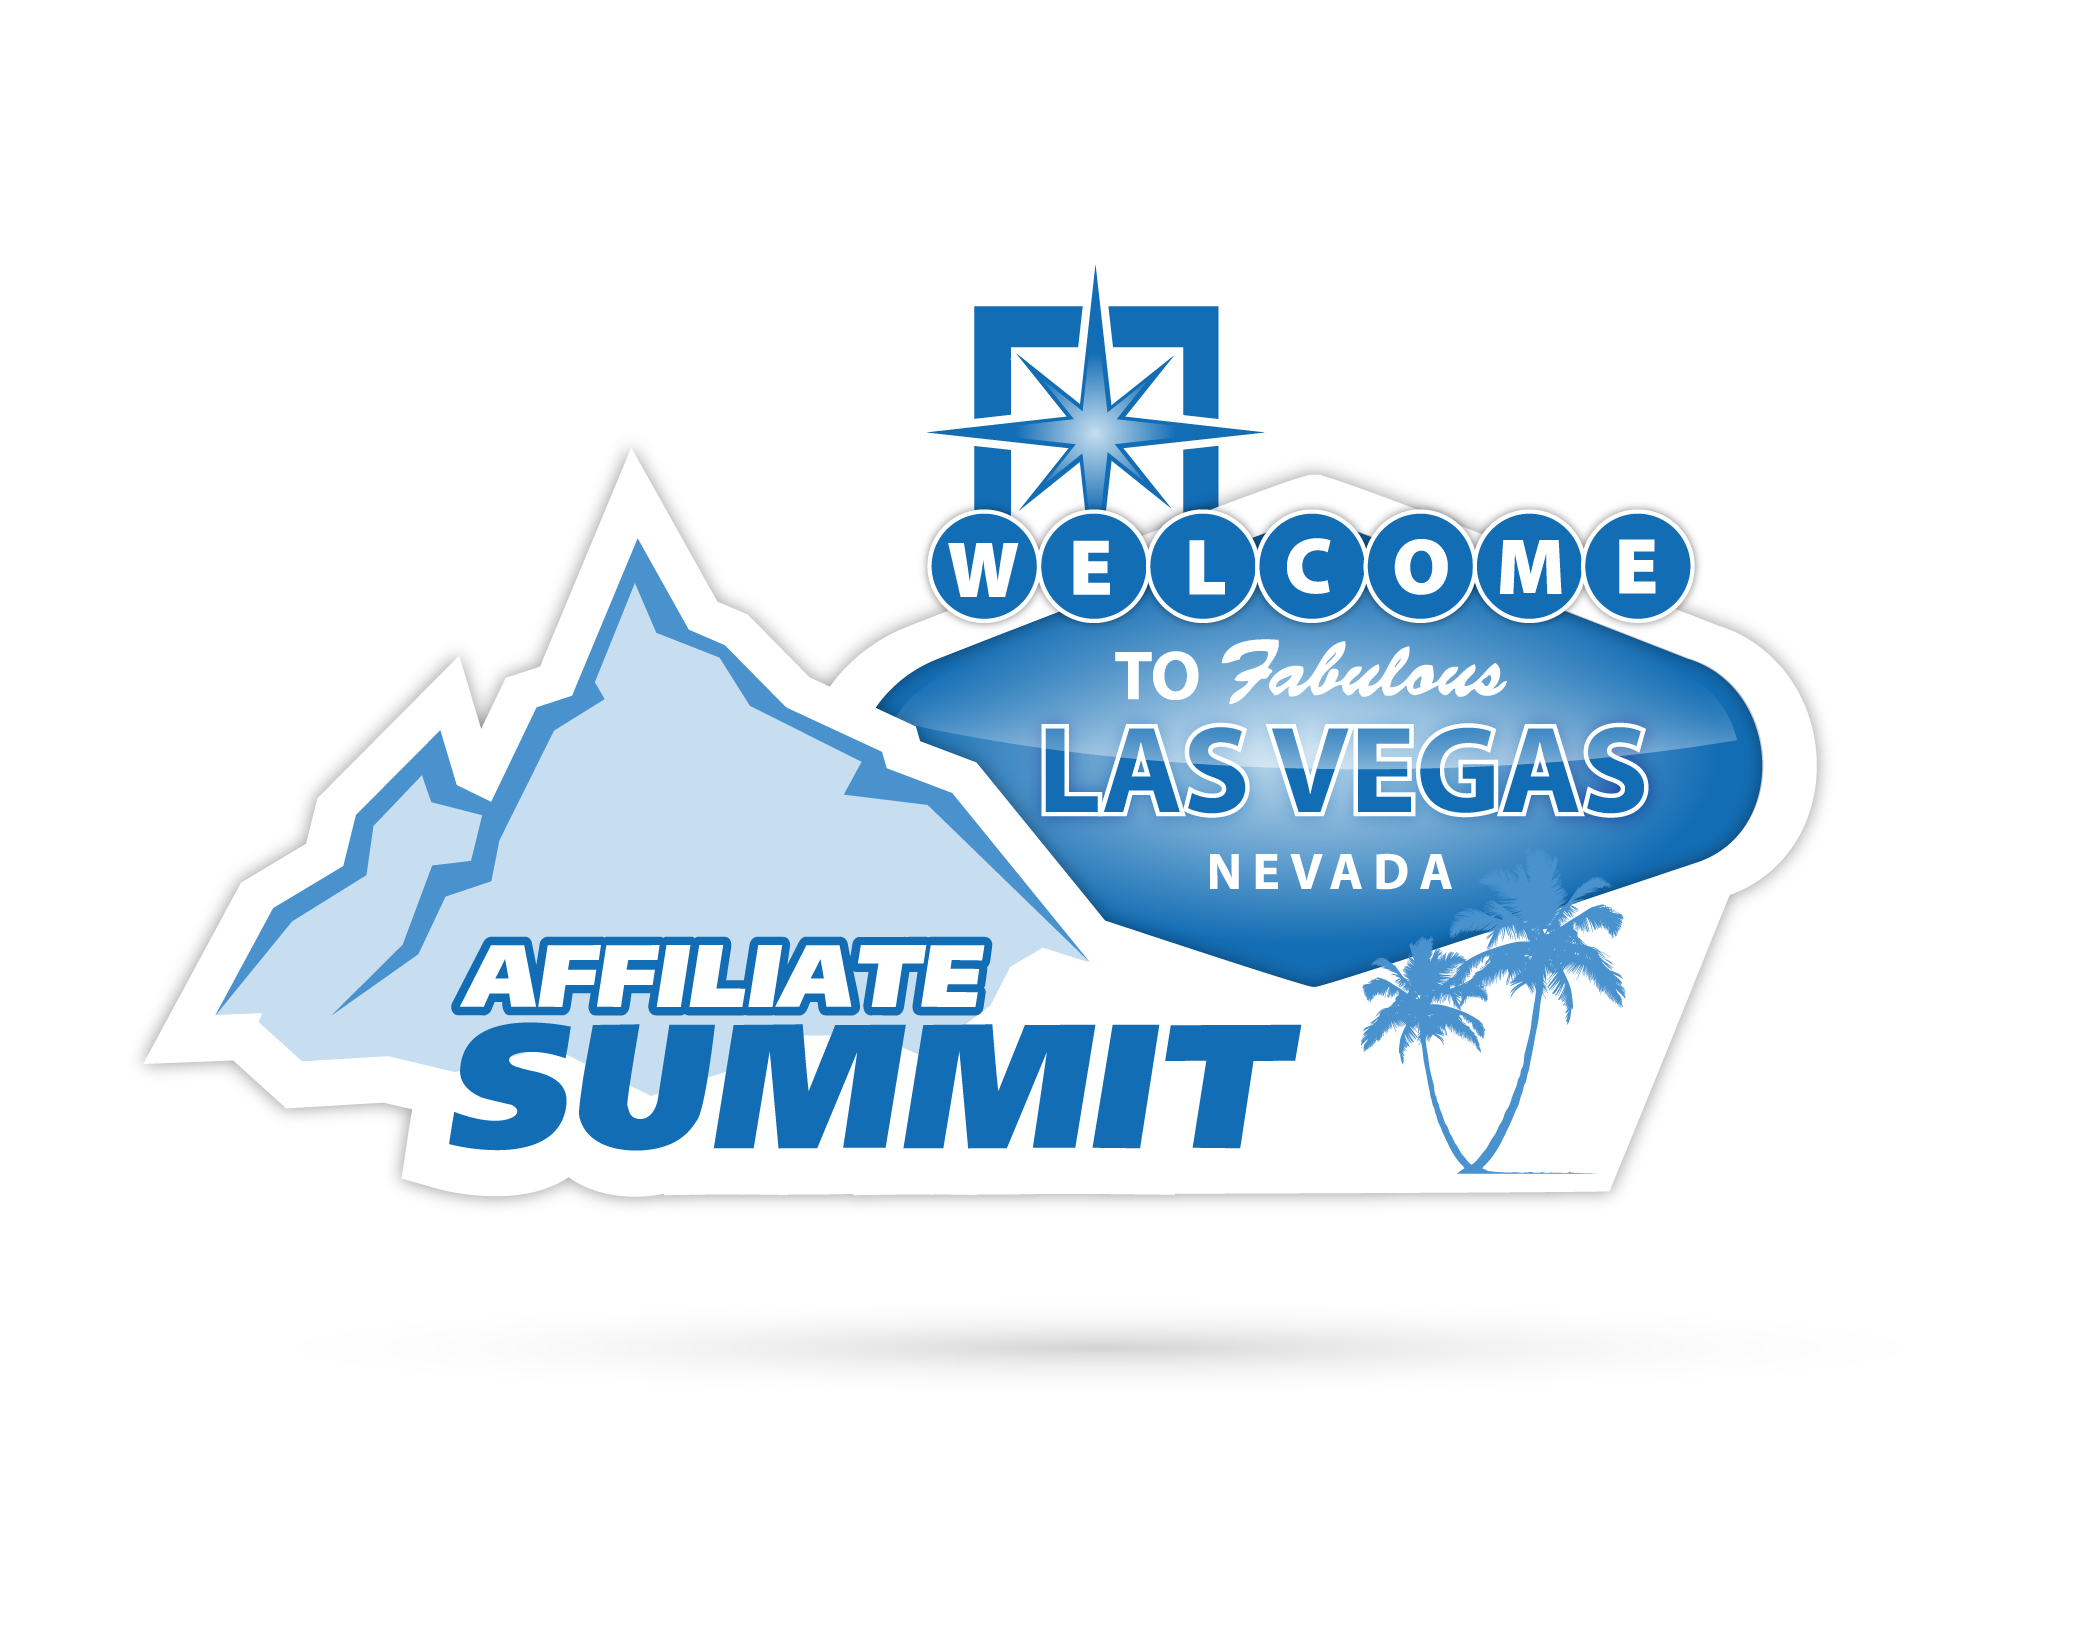 WELCOME
TO Fabulous
LAS VEGAS
NEVADA
AFFILIATE
SUMMIT